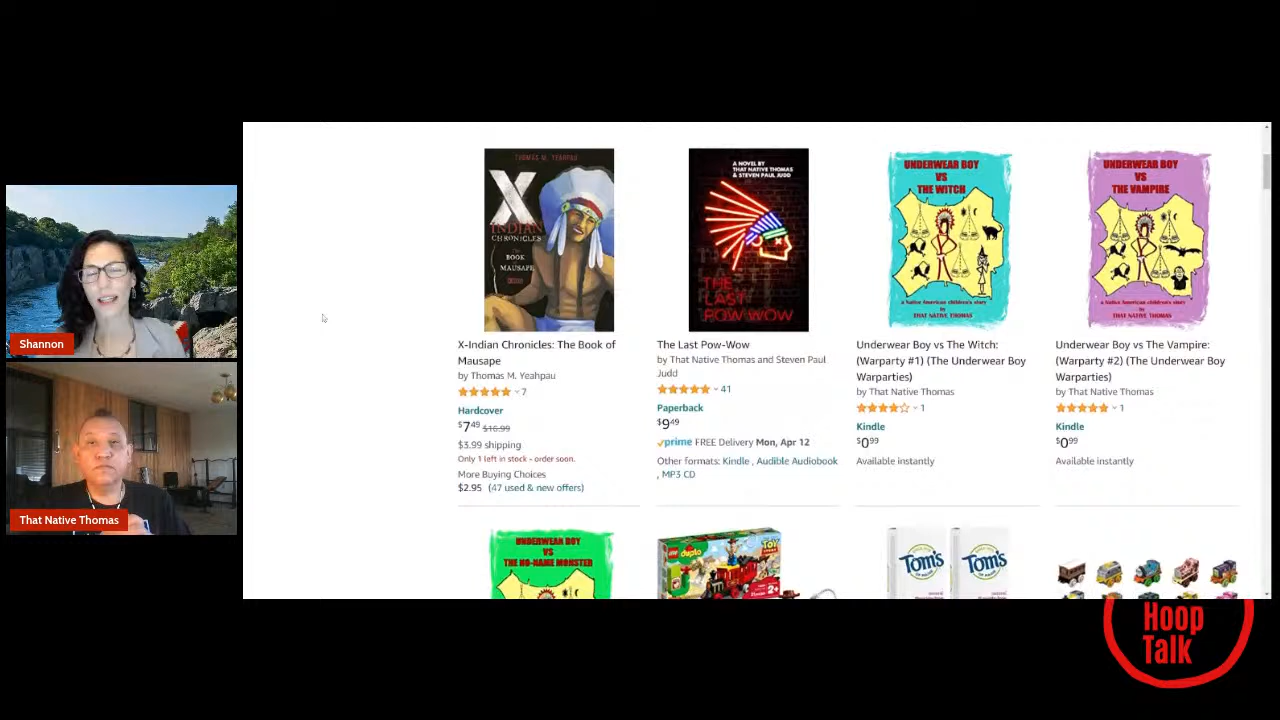 Shannon
That Native Thomas
THOMAS M. YEAHPAU
X
INDIAN
CHRONICLES
BOOK
MAUSAPE
X-Indian Chronicles: The Book of
Mausape
by Thomas M. Yeahpau
7
Hardcover
$7.49 $16.99
$3.99 shipping
Only 1 left in stock - order soon.
More Buying Choices
$2.95 (47 used & new offers)
A NOVEL BY
THAT NATIVE THOMAS
& STEVEN PAUL JUDD
THE
LAST
POW-WOW
The Last Pow-Wow
by That Native Thomas and Steven Paul
Judd
41
Paperback
$9.49
prime FREE Delivery Mon, Apr 12
Other formats: Kindle , Audible Audiobook
, MP3 CD
UNDERWEAR BOY
VS
THE WITCH
a Native American children's story
by
THAT NATIVE THOMAS
Underwear Boy vs The Witch:
(Warparty #1) (The Underwear Boy
Warparties)
by That Native Thomas
1
Kindle
$0.99
Available instantly
UNDERWEAR BOY
VS
THE VAMPIRE
a Native American children's story
by
THAT NATIVE THOMAS
Underwear Boy vs The Vampire:
(Warparty #2) (The Underwear Boy
Warparties)
by That Native Thomas
1
Kindle
$0.99
Available instantly
UNDERWEAR BOY
VS
THE NO-NAME MONSTER
duplo
TOY
STORY
2+
Tom's
Tom's
Hoop
Talk